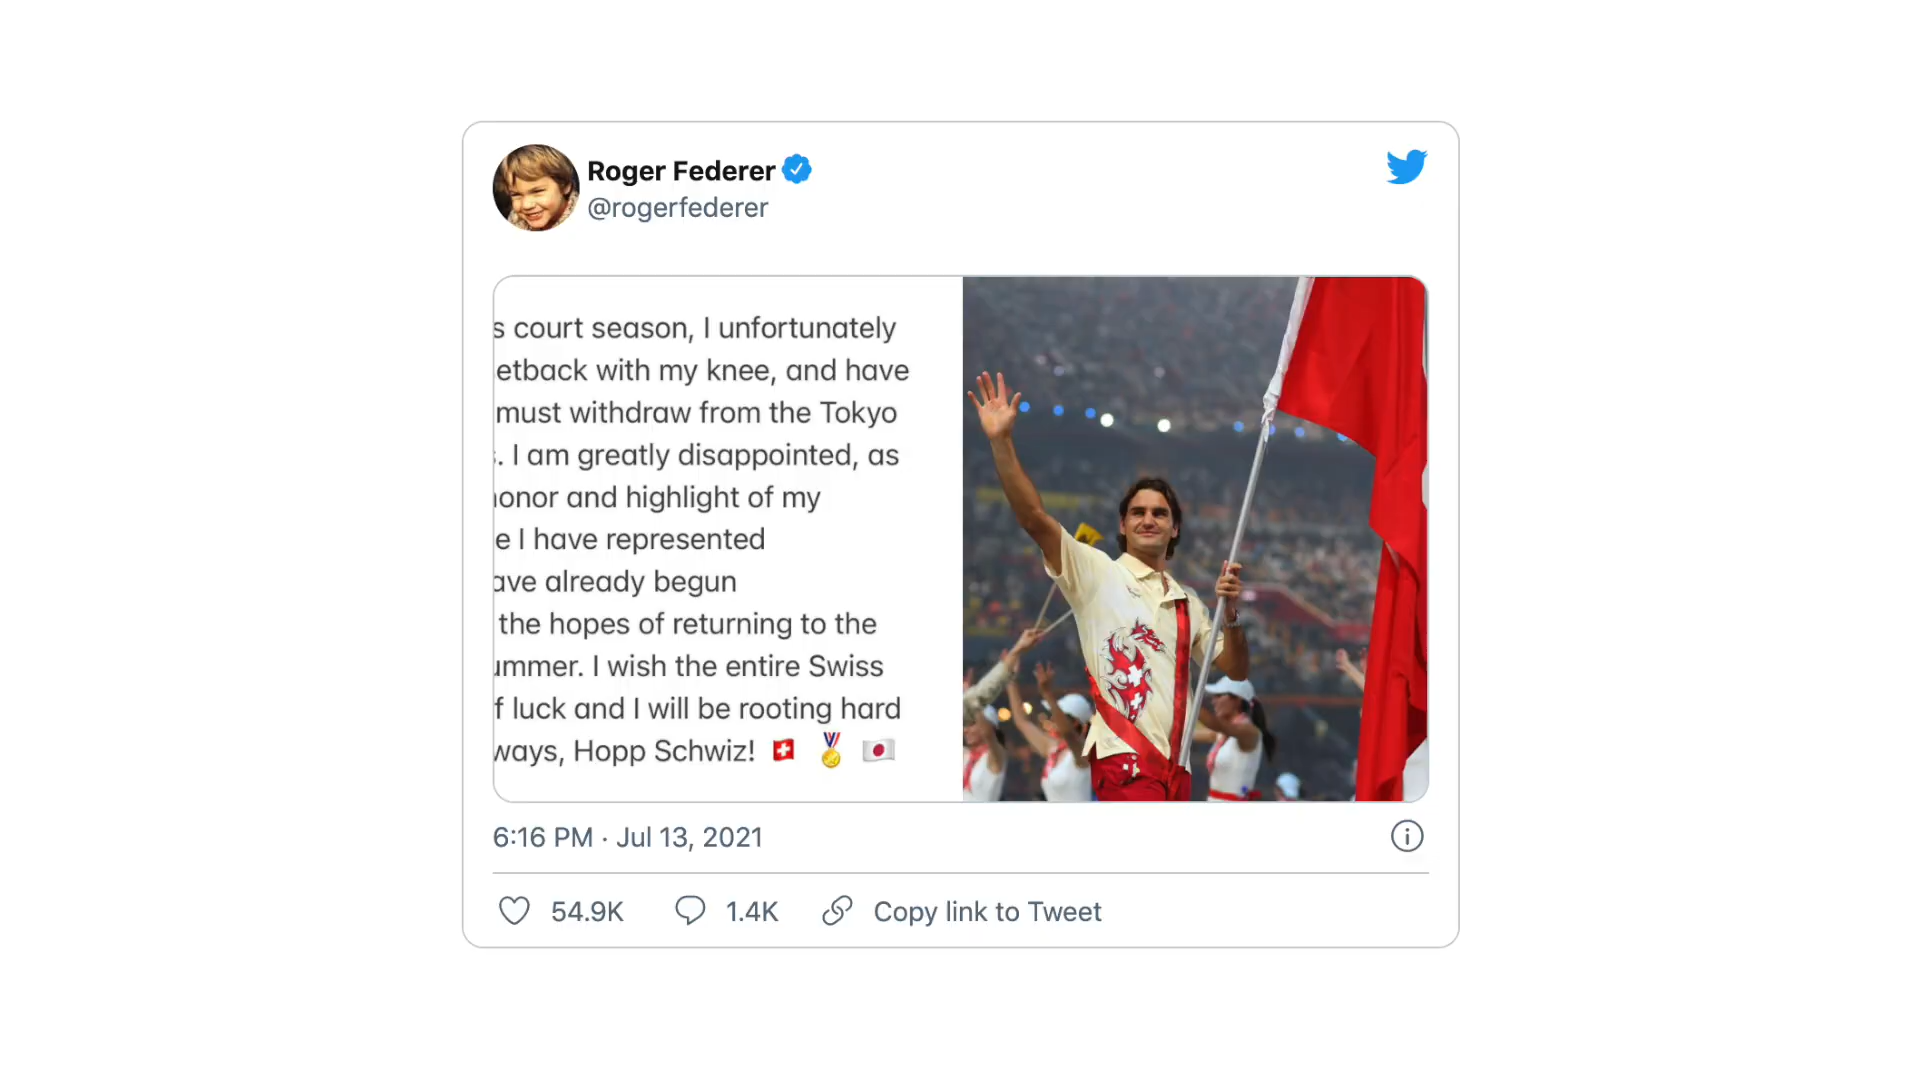 Roger Federer
@rogerfederer
s court season, I unfortunately
etback with my knee, and have
must withdraw from the Tokyo
. I am greatly disappointed, as
onor and highlight of my
e I have represented
ave already begun
the hopes of returning to the
ummer. I wish the entire Swiss
f luck and I will be rooting hard
ways, Hopp Schwiz! 🇨🇭 🏅 🇯🇵
6:16 PM · Jul 13, 2021
54.9K 1.4K Copy link to Tweet